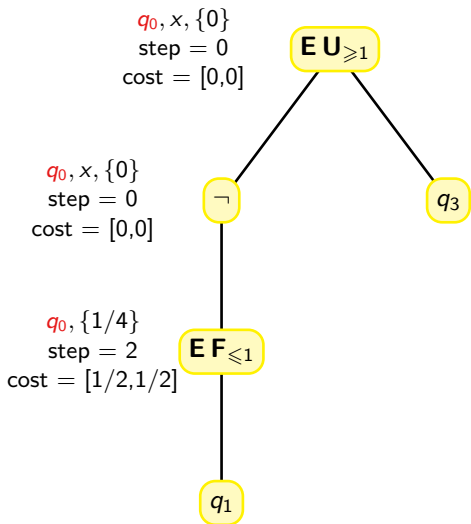 q₀, x, {0}
step = 0
cost = [0,0]
E U⩾1
q₀, x, {0}
step = 0
cost = [0,0]
¬
q₃
q₀, {1/4}
step = 2
cost = [1/2,1/2]
E F⩽1
q₁